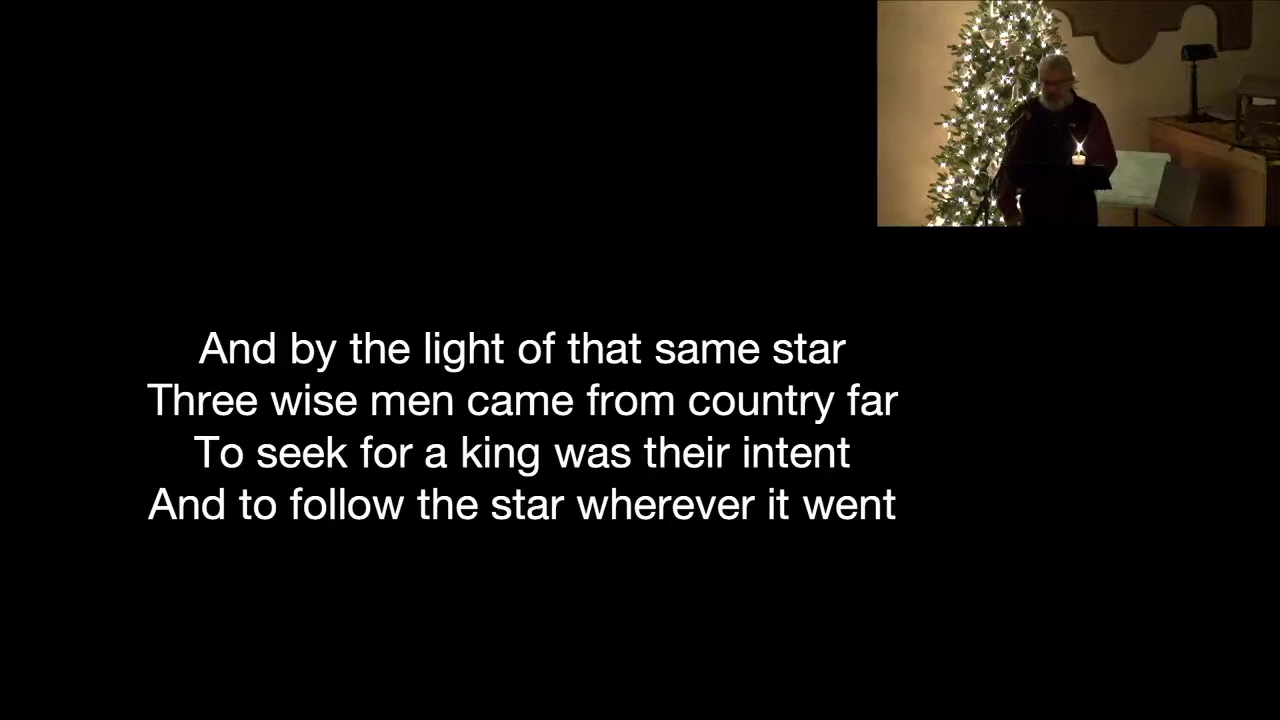 And by the light of that same star
Three wise men came from country far
To seek for a king was their intent
And to follow the star wherever it went